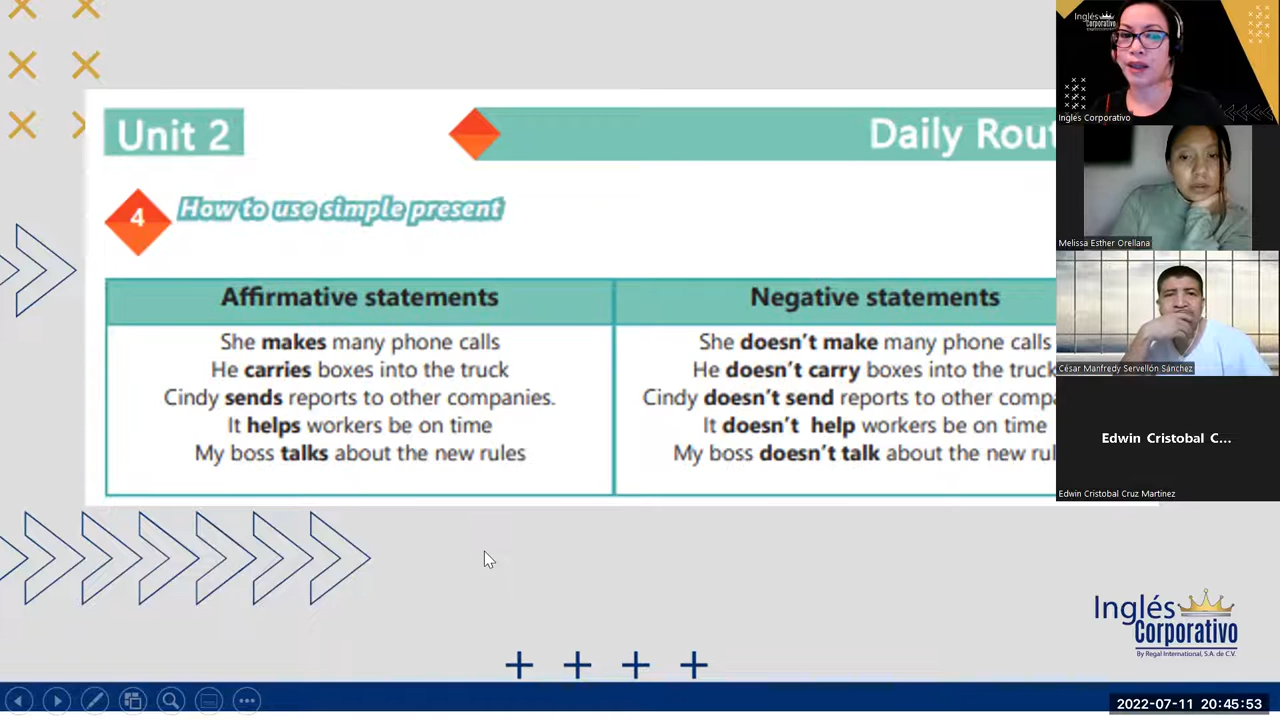 Unit 2
Daily Rout
4
How to use simple present
Affirmative statements
She makes many phone calls
He carries boxes into the truck
Cindy sends reports to other companies.
It helps workers be on time
My boss talks about the new rules
Negative statements
She doesn't make many phone calls
He doesn't carry boxes into the truck
Cindy doesn't send reports to other compa
It doesn't help workers be on time
My boss doesn't talk about the new rul
Inglés
Corporativo
Inglés Corporativo
Melissa Esther Orellana
César Manfredy Servellón Sánchez
Edwin Cristobal C...
Edwin Cristobal Cruz Martinez
Inglés
Corporativo
By Regal International, S.A. de C.V.
2022-07-11 20:45:53